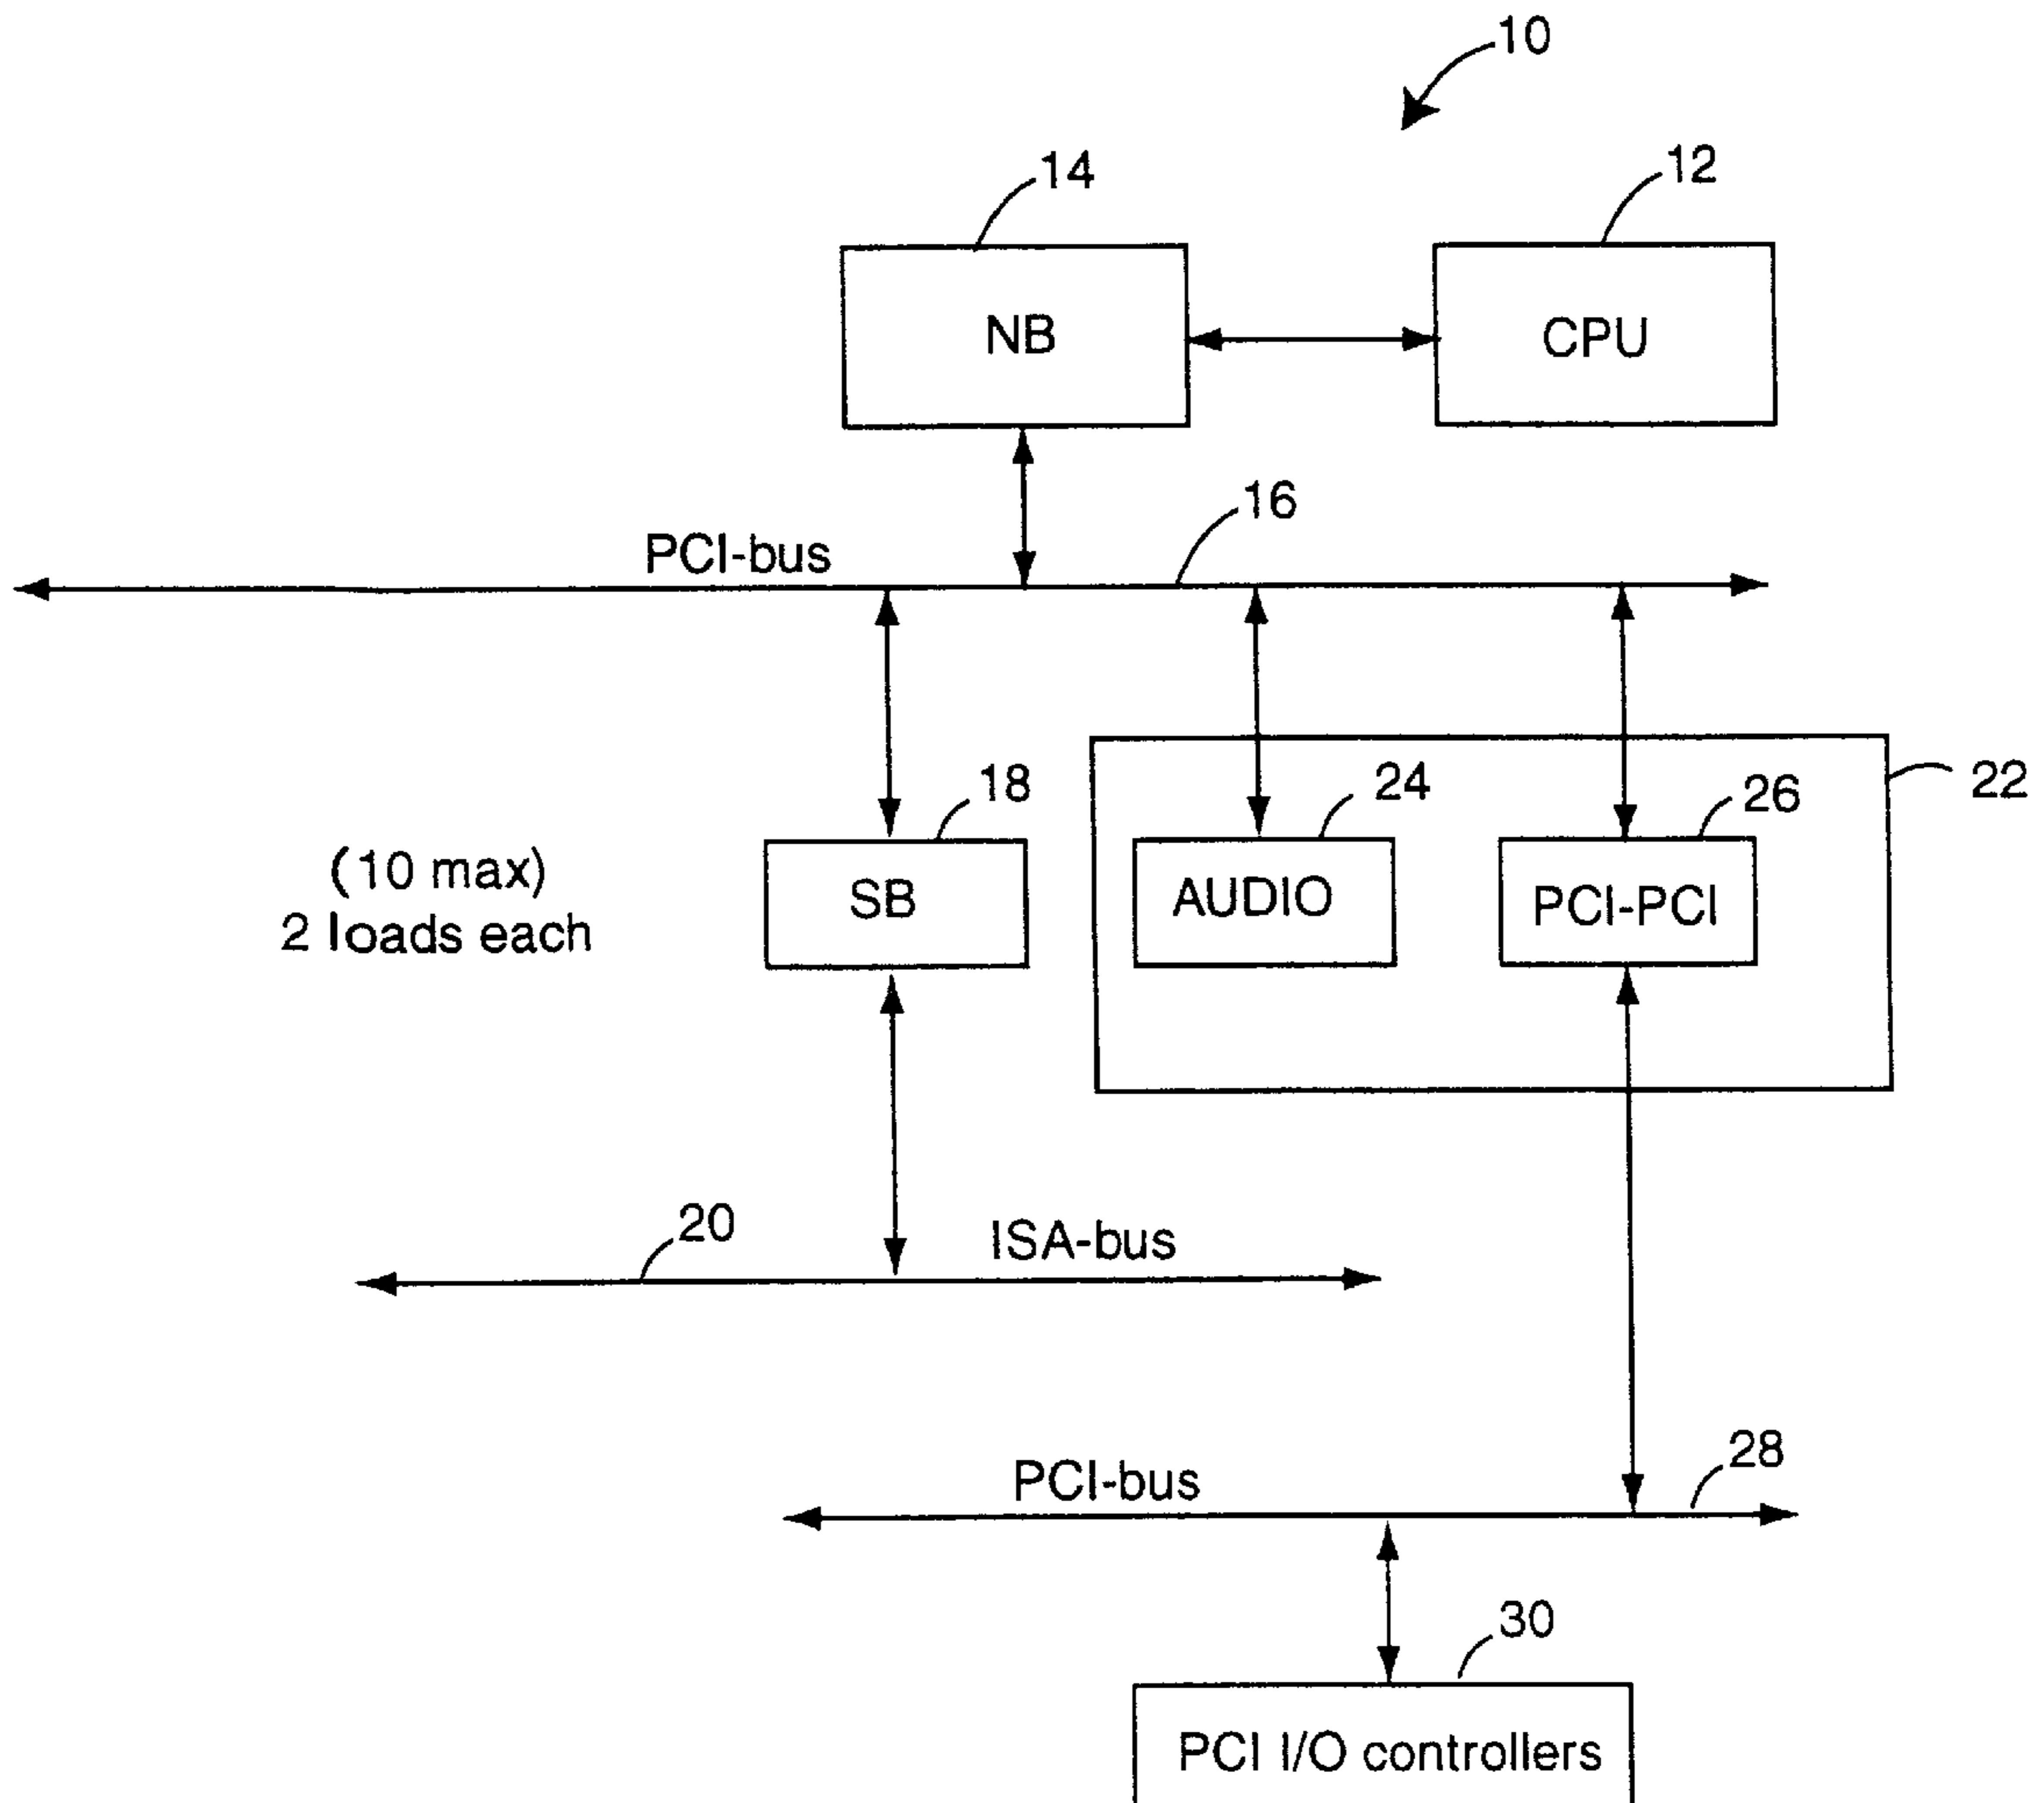 10
14
12
NB
CPU
16
PCI-bus
18
24
26
22
(10 max)
2 loads each
SB
AUDIO
PCI-PCI
20
ISA-bus
28
PCI-bus
30
PCI I/O controllers